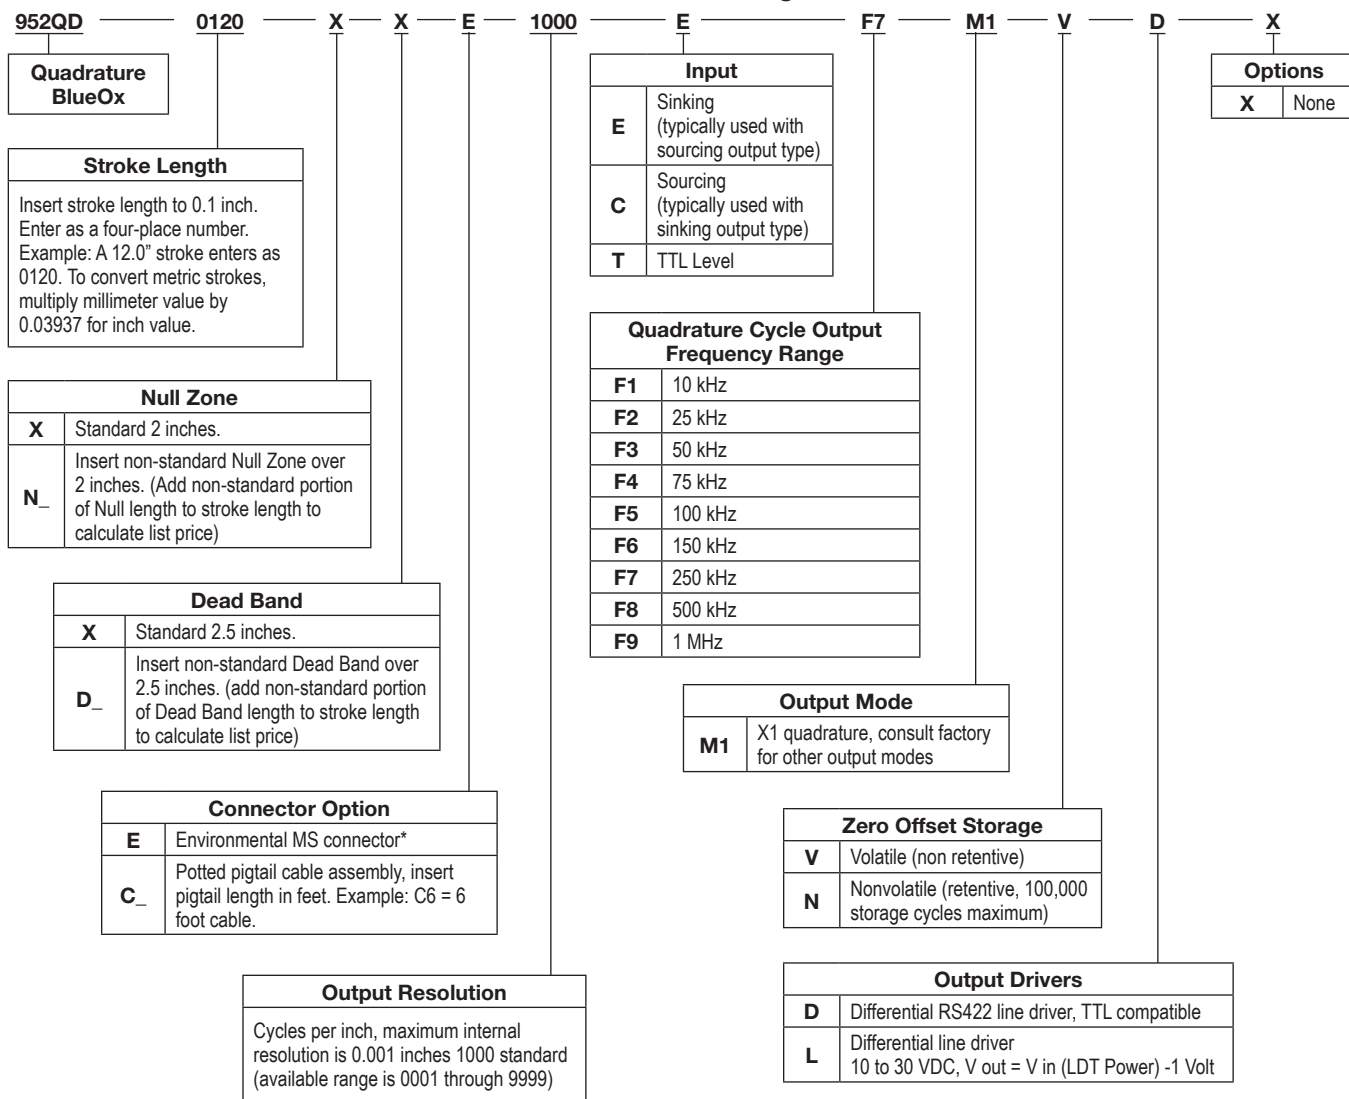 952QD 0120 X X E 1000 E F7 M1 V D X
Quadrature
BlueOx
Stroke Length
Insert stroke length to 0.1 inch.
Enter as a four-place number.
Example: A 12.0” stroke enters as
0120. To convert metric strokes,
multiply millimeter value by
0.03937 for inch value.
Null Zone
X Standard 2 inches.
N_ Insert non-standard Null Zone over
2 inches. (Add non-standard portion
of Null length to stroke length to
calculate list price)
Dead Band
X Standard 2.5 inches.
D_ Insert non-standard Dead Band over
2.5 inches. (add non-standard portion
of Dead Band length to stroke length
to calculate list price)
Connector Option
E Environmental MS connector*
C_ Potted pigtail cable assembly, insert
pigtail length in feet. Example: C6 = 6
foot cable.
Output Resolution
Cycles per inch, maximum internal
resolution is 0.001 inches 1000 standard
(available range is 0001 through 9999)
Input
E Sinking
(typically used with
sourcing output type)
C Sourcing
(typically used with
sinking output type)
T TTL Level
Quadrature Cycle Output
Frequency Range
F1 10 kHz
F2 25 kHz
F3 50 kHz
F4 75 kHz
F5 100 kHz
F6 150 kHz
F7 250 kHz
F8 500 kHz
F9 1 MHz
Output Mode
M1 X1 quadrature, consult factory
for other output modes
Zero Offset Storage
V Volatile (non retentive)
N Nonvolatile (retentive, 100,000
storage cycles maximum)
Output Drivers
D Differential RS422 line driver, TTL compatible
L Differential line driver
10 to 30 VDC, V out = V in (LDT Power) -1 Volt
Options
X None